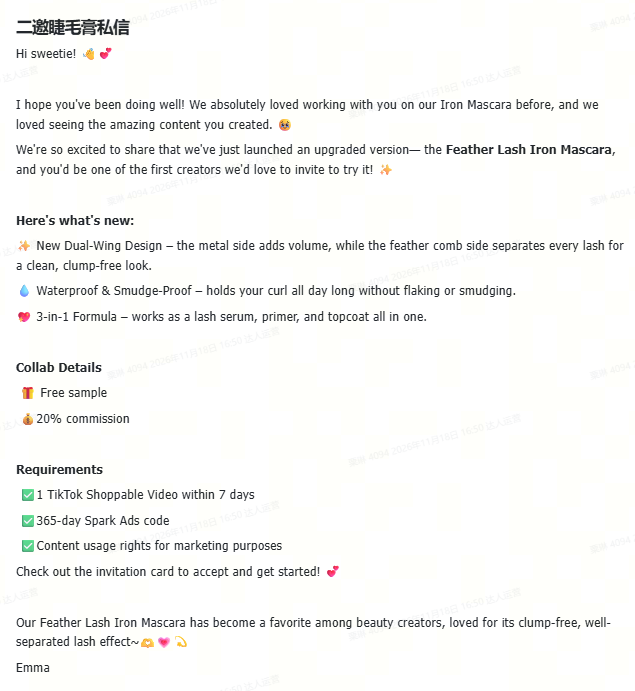 二邀睫毛膏私信
Hi sweetie! 👋 💕
I hope you've been doing well! We absolutely loved working with you on our Iron Mascara before, and we
loved seeing the amazing content you created. 😻
We're so excited to share that we've just launched an upgraded version— the Feather Lash Iron Mascara,
and you'd be one of the first creators we'd love to invite to try it! ✨
Here's what's new:
✨ New Dual-Wing Design – the metal side adds volume, while the feather comb side separates every lash for
a clean, clump-free look.
💧 Waterproof & Smudge-Proof – holds your curl all day long without flaking or smudging.
💖 3-in-1 Formula – works as a lash serum, primer, and topcoat all in one.
Collab Details
🎁 Free sample
💰20% commission
Requirements
✅1 TikTok Shoppable Video within 7 days
✅365-day Spark Ads code
✅Content usage rights for marketing purposes
Check out the invitation card to accept and get started! 💕
Our Feather Lash Iron Mascara has become a favorite among beauty creators, loved for its clump-free, well-
separated lash effect~🫶 💗 💫
Emma